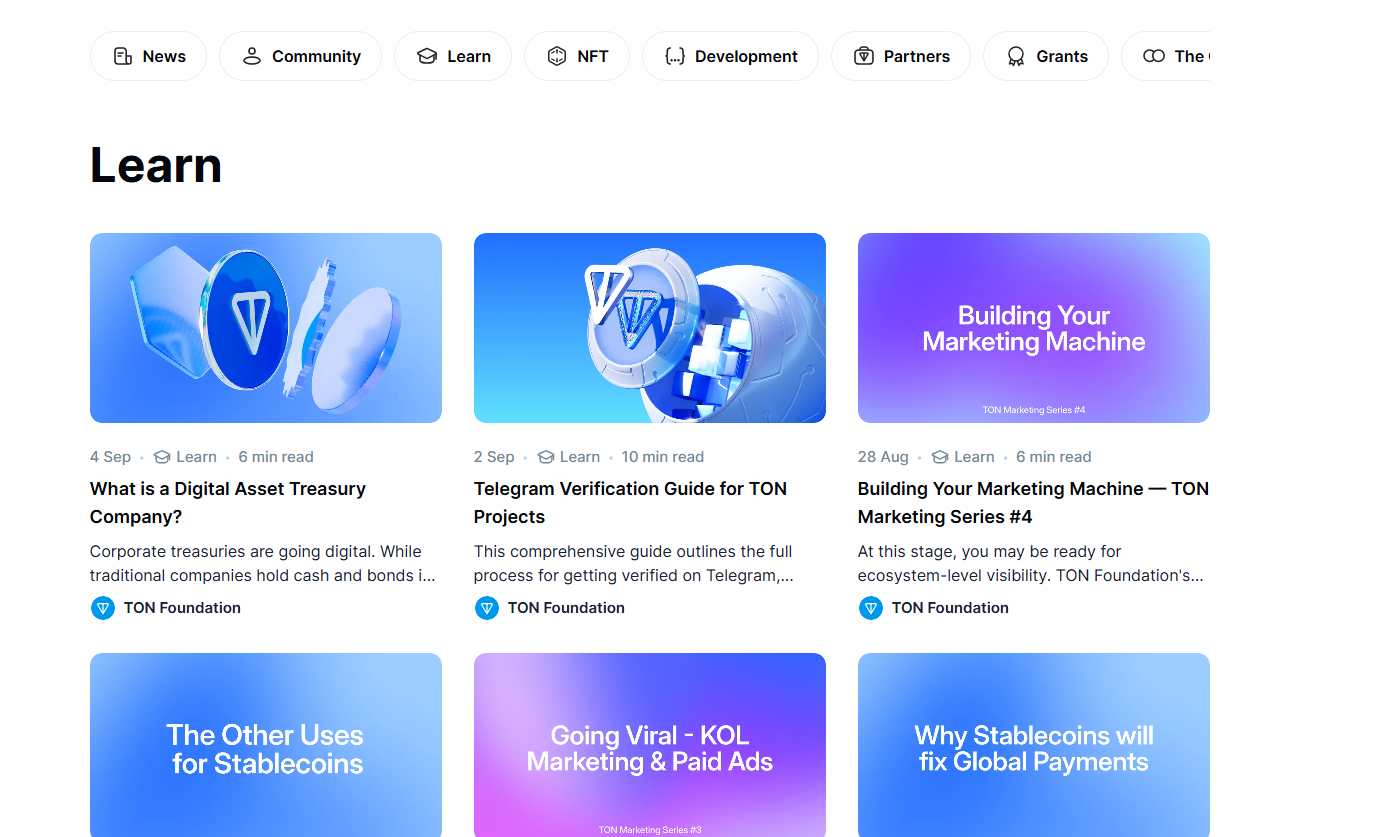 News
Community
Learn
NFT
Development
Partners
Grants
The
Learn
Building Your
Marketing Machine
TON Marketing Series #4
4 Sep • Learn • 6 min read
What is a Digital Asset Treasury
Company?
Corporate treasuries are going digital. While
traditional companies hold cash and bonds i...
TON Foundation
2 Sep • Learn • 10 min read
Telegram Verification Guide for TON
Projects
This comprehensive guide outlines the full
process for getting verified on Telegram,...
TON Foundation
28 Aug • Learn • 6 min read
Building Your Marketing Machine — TON
Marketing Series #4
At this stage, you may be ready for
ecosystem-level visibility. TON Foundation's...
TON Foundation
The Other Uses
for Stablecoins
Going Viral - KOL
Marketing & Paid Ads
TON Marketing Series #3
Why Stablecoins will
fix Global Payments